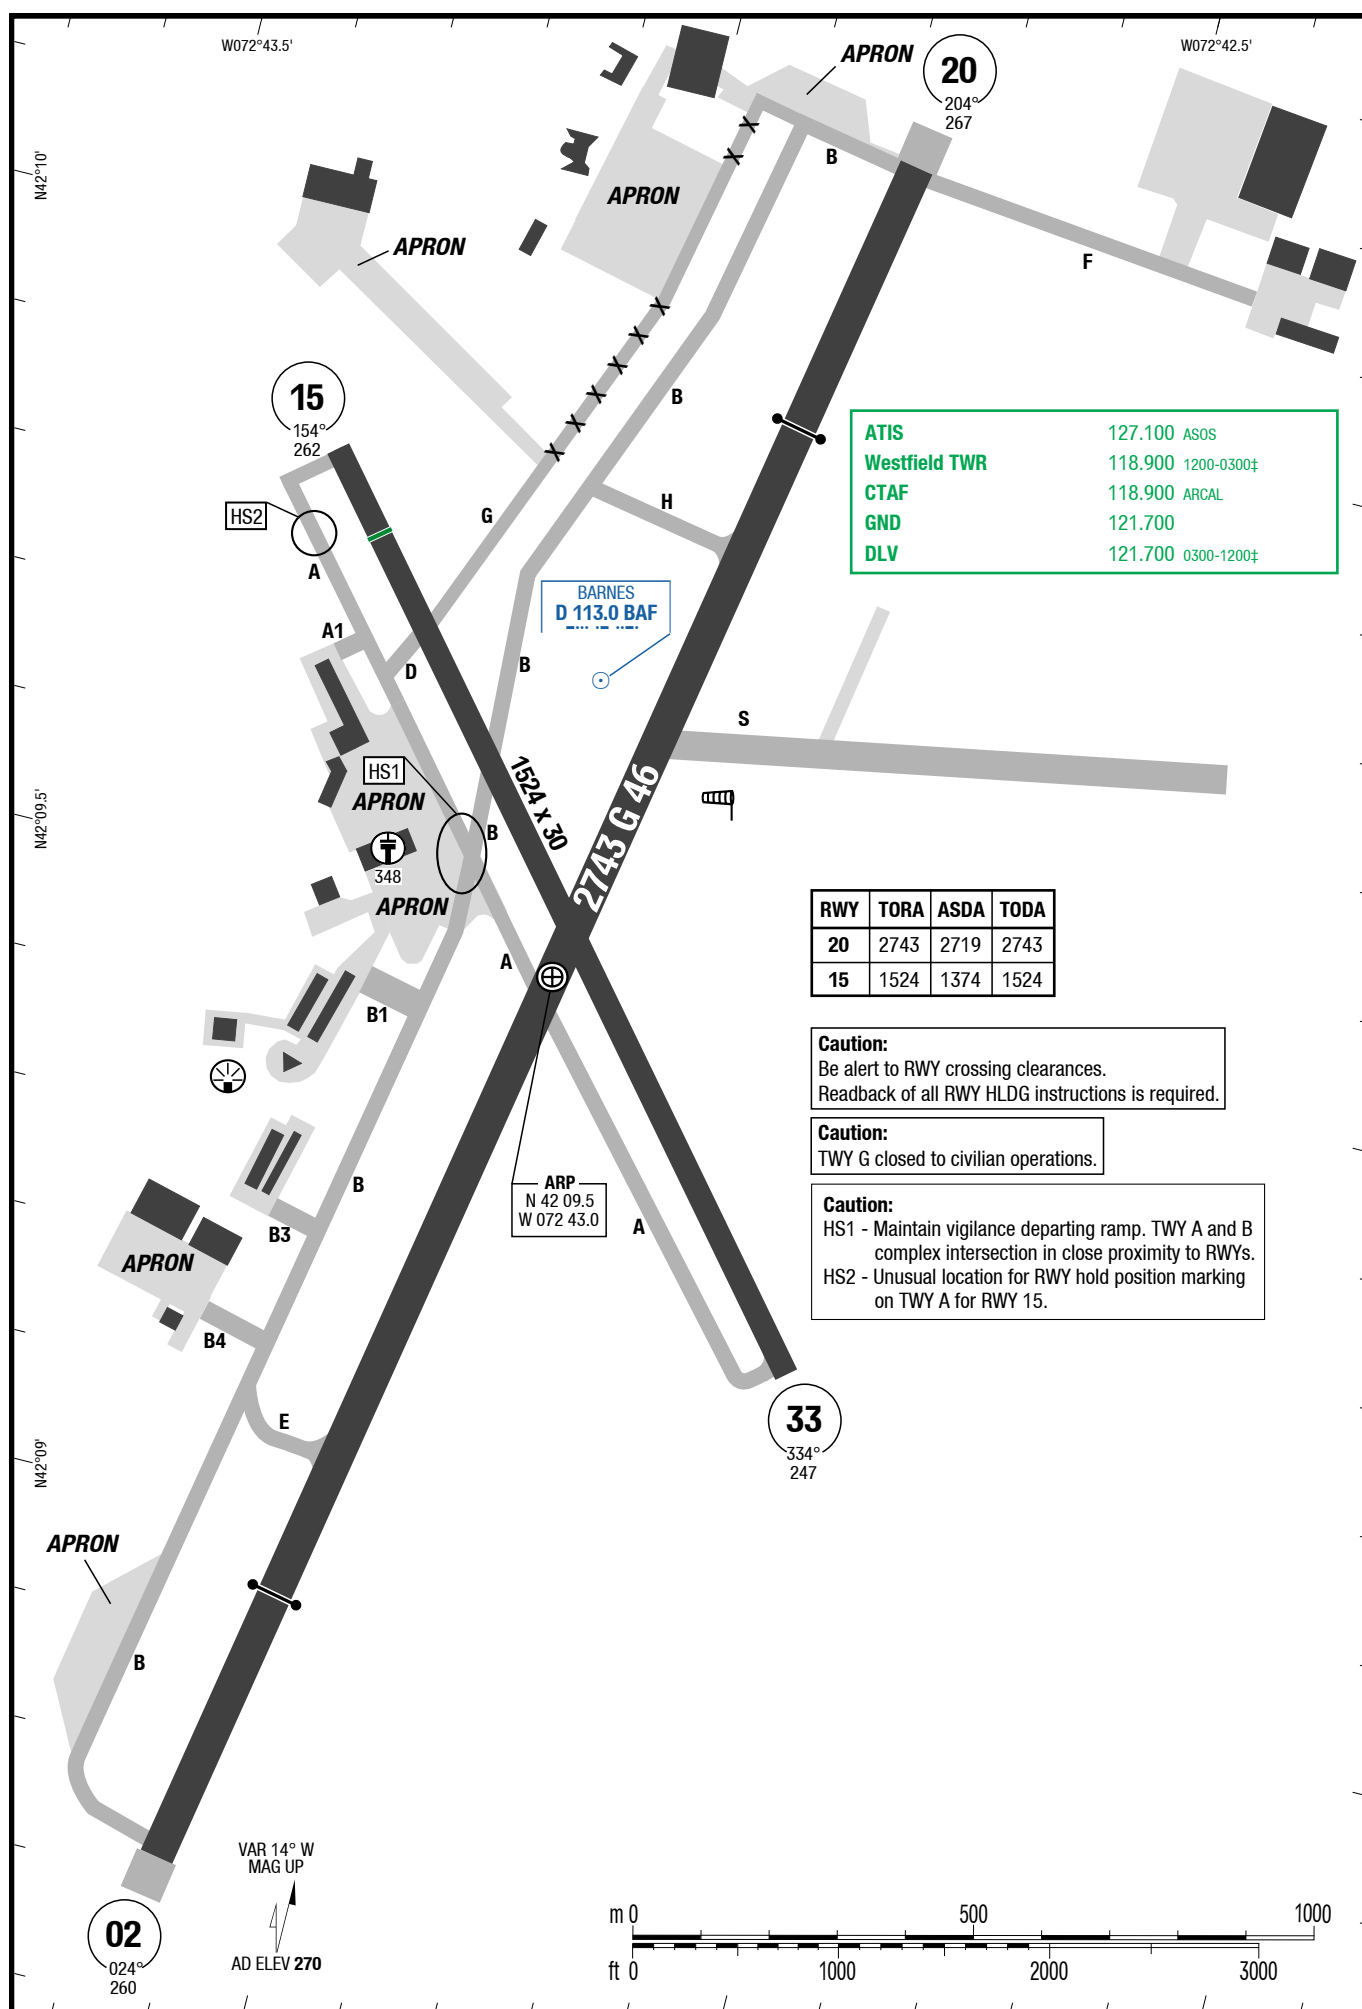 W072°43.5'
W072°42.5'
APRON
20
204°
267
B
N42°10'
APRON
APRON
F
15
154°
262
B
HS2
G
H
A
ATIS 127.100 ASOS
Westfield TWR 118.900 1200-0300‡
CTAF 118.900 ARCAL
GND 121.700
DLV 121.700 0300-1200‡
BARNES
D 113.0 BAF
A1
D
B
S
HS1
APRON
1524 x 30
2743 G 46
N42°09.5'
B
348
APRON
A
B1
RWY TORA ASDA TODA
20 2743 2719 2743
15 1524 1374 1524
Caution:
Be alert to RWY crossing clearances.
Readback of all RWY HLDG instructions is required.
Caution:
TWY G closed to civilian operations.
Caution:
HS1 - Maintain vigilance departing ramp. TWY A and B
complex intersection in close proximity to RWYs.
HS2 - Unusual location for RWY hold position marking
on TWY A for RWY 15.
ARP
N 42 09.5
W 072 43.0
B
B3
A
APRON
B4
E
33
334°
247
N42°09'
APRON
B
VAR 14° W
MAG UP
AD ELEV 270
02
024°
260
m 0 500 1000
ft 0 1000 2000 3000